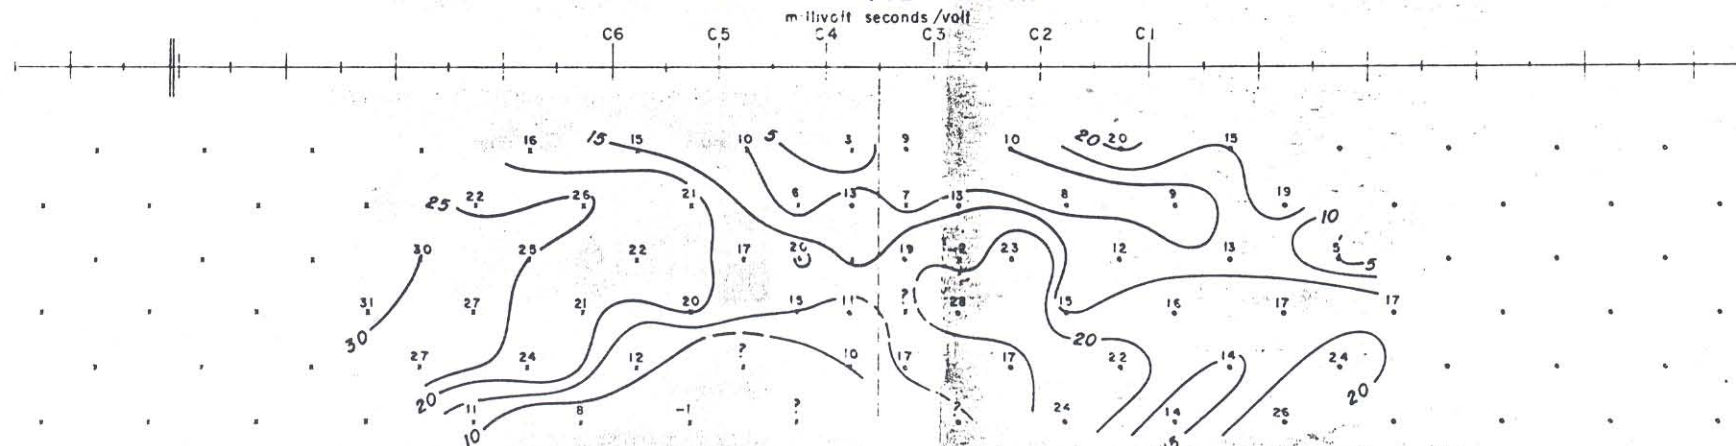 millivolt seconds/volt
C6 C5 C4 C3 C2 C1
16 15 15 10 5 3 9 10 20 20 15
25 22 26 21 6 13 7 13 8 9 19
10
30 25 22 17 20 19 23 12 13 5 5
31 27 21 20 15 11 ? 28 15 16 17 17
30
27 24 12 ? 10 17 17 20 22 14 24
20 11 8 -1 ? ? 24 14 26 20
10